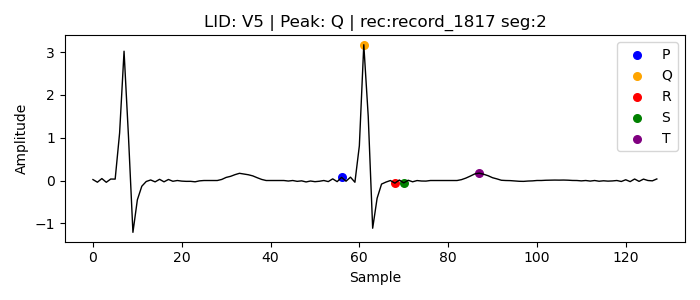 LID: V5 | Peak: Q | rec:record_1817 seg:2
Amplitude
3
2
1
0
−1
P
Q
R
S
T
0 20 40 60 80 100 120
Sample